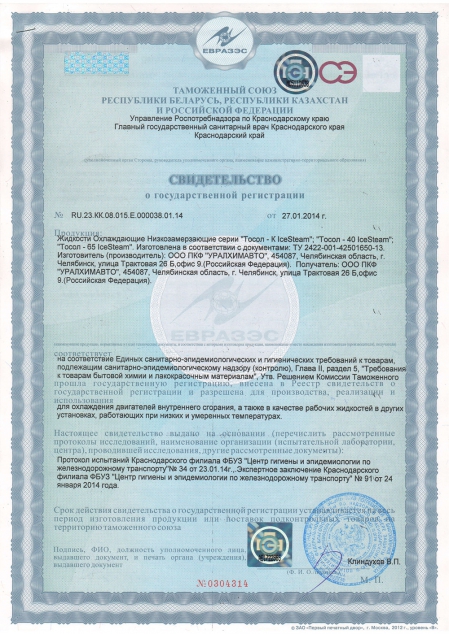 ЕВРАЗЭС
СЭ
ТАМОЖЕННЫЙ СОЮЗ
РЕСПУБЛИКИ БЕЛАРУСЬ, РЕСПУБЛИКИ КАЗАХСТАН
И РОССИЙСКОЙ ФЕДЕРАЦИИ
Управление Роспотребнадзора по Краснодарскому краю
Главный государственный санитарный врач Краснодарского края
Краснодарский край
СВИДЕТЕЛЬСТВО
о государственной регистрации
№ RU.23.КК.08.015.Е.000038.01.14 от 27.01.2014 г.
Продукция:
Жидкости Охлаждающие Низкозамерзающие серии "Тосол - К IceSteam"; "Тосол - 40 IceSteam";
"Тосол - 65 IceSteam". Изготовлена в соответствии с документами: ТУ 2422-001-42501650-13.
Изготовитель (производитель): ООО ПКФ "УРАЛХИМАВТО", 454087, Челябинская область, г.
Челябинск, улица Трактовая 26 Б,офис 9.(Российская Федерация). Получатель: ООО ПКФ
"УРАЛХИМАВТО", 454087, Челябинская область, г. Челябинск, улица Трактовая 26 Б,офис
9.(Российская Федерация).
ЕВРАЗЭС
соответствует
на соответствие Единых санитарно-эпидемиологических и гигиенических требований к товарам,
подлежащим санитарно-эпидемиологическому надзору (контролю), Глава II, раздел 5, "Требования
к товарам бытовой химии и лакокрасочным материалам", Утв. Решением Комиссии Таможенного
прошла государственную регистрацию, внесена в Реестр свидетельств о
государственной регистрации и разрешена для производства, реализации и
использования
для охлаждения двигателей внутреннего сгорания, а также в качестве рабочих жидкостей в других
установках, работающих при низких и умеренных температурах.
Настоящее свидетельство выдано на основании (перечислить рассмотренные
протоколы исследований, наименование организации (испытательной лаборатории,
центра), проводившей исследования, другие рассмотренные документы):
Протокол испытаний Краснодарского филиала ФБУЗ "Центр гигиены и эпидемиологии по
железнодорожному транспорту"№ 34 от 23.01.14г.,.Экспертное заключение Краснодарского
филиала ФБУЗ "Центр гигиены и эпидемиологии по железнодорожному транспорту" № 91 от 24
января 2014 года.
Срок действия свидетельства о государственной регистрации устанавливается на весь
период изготовления продукции или поставок подконтрольных товаров на
территорию таможенного союза
Подпись, ФИО, должность уполномоченного лица,
выдавшего документ, и печать органа (учреждения),
выдавшего документ
Клиндухов В.П.
М. П.
№0304314
© ЗАО «Первый печатный двор», г. Москва, 2012 г., уровень «В».